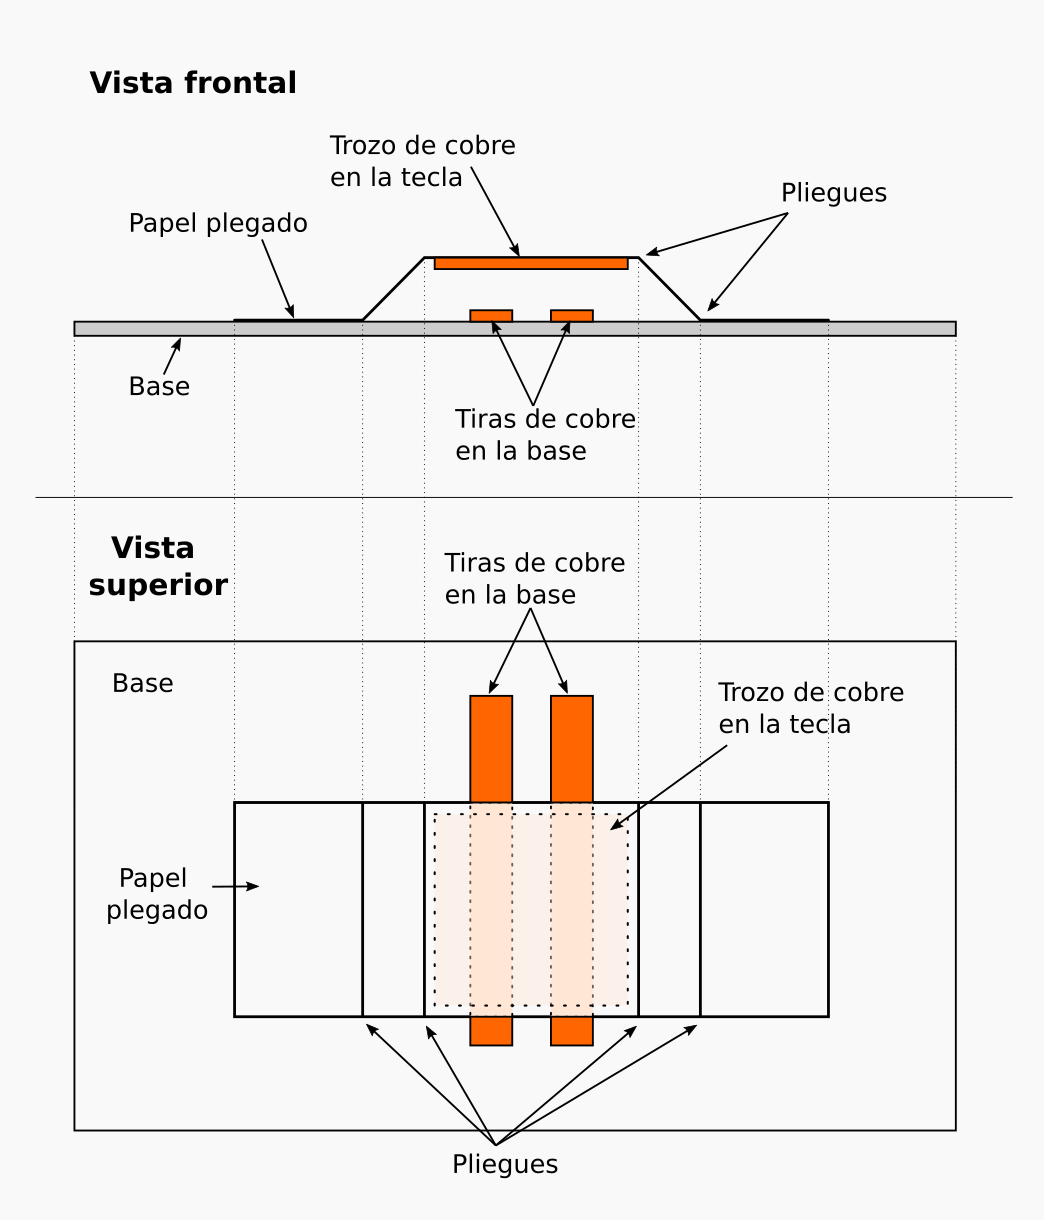 Vista frontal
Trozo de cobre
en la tecla
Pliegues
Papel plegado
Base
Tiras de cobre
en la base
Vista
superior
Tiras de cobre
en la base
Base
Trozo de cobre
en la tecla
Papel
plegado
Pliegues